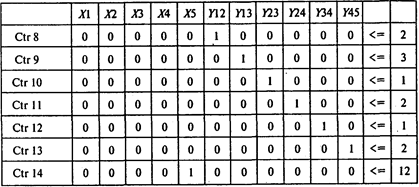 X1 X2 X3 X4 X5 Y12 Y13 Y23 Y24 Y34 Y45
Ctr 8 0 0 0 0 0 1 0 0 0 0 0 <= 2
Ctr 9 0 0 0 0 0 0 1 0 0 0 0 <= 3
Ctr 10 0 0 0 0 0 0 0 1 0 0 0 <= 1
Ctr 11 0 0 0 0 0 0 0 0 1 0 0 <= 2
Ctr 12 0 0 0 0 0 0 0 0 0 1 0 <= 1
Ctr 13 0 0 0 0 0 0 0 0 0 0 1 <= 2
Ctr 14 0 0 0 0 1 0 0 0 0 0 0 <= 12